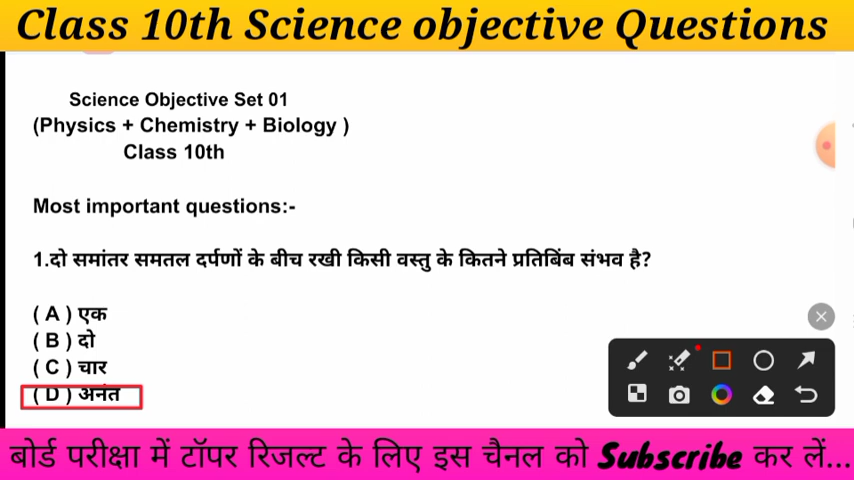 Class 10th Science objective Questions
Science Objective Set 01
(Physics + Chemistry + Biology )
Class 10th
Most important questions:-
1.दो समांतर समतल दर्पणों के बीच रखी किसी वस्तु के कितने प्रतिबिंब संभव है?
( A ) एक
( B ) दो
( C ) चार
( D ) अनंत
बोर्ड परीक्षा में टॉपर रिजल्ट के लिए इस चैनल को Subscribe कर लें...